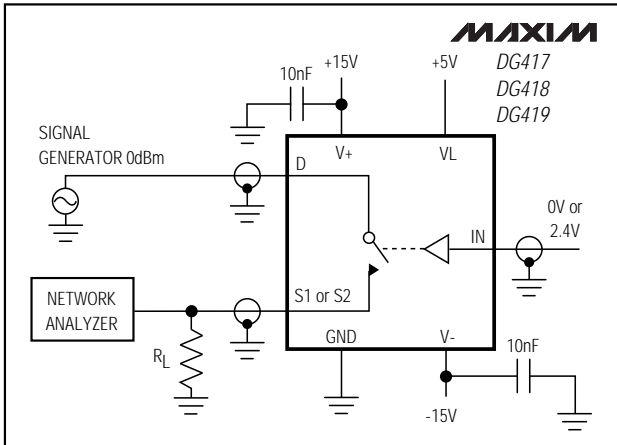 MAXIM
DG417
DG418
DG419
+15V
+5V
10nF
SIGNAL
GENERATOR 0dBm
V+
VL
D
0V or
2.4V
IN
NETWORK
ANALYZER
S1 or S2
RL
GND
V-
10nF
-15V